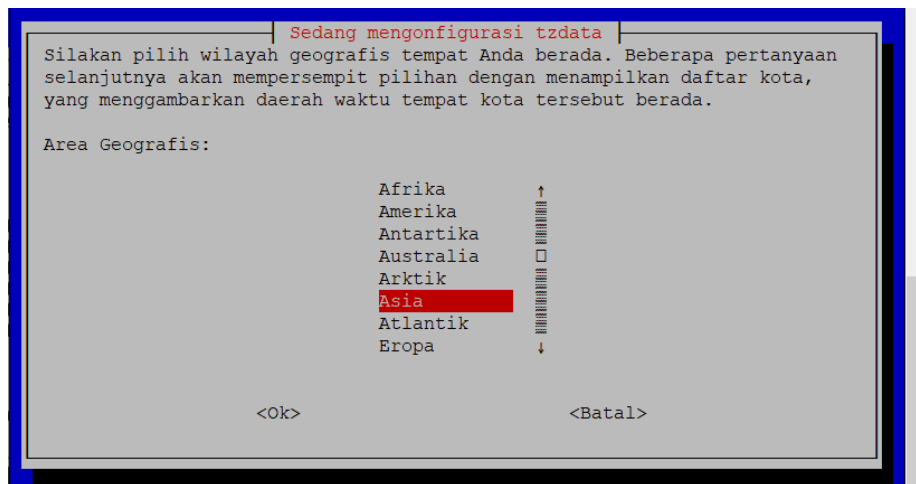 Sedang mengonfigurasi tzdata
Silakan pilih wilayah geografis tempat Anda berada. Beberapa pertanyaan
selanjutnya akan mempersempit pilihan dengan menampilkan daftar kota,
yang menggambarkan daerah waktu tempat kota tersebut berada.
Area Geografis:
Afrika
Amerika
Antartika
Australia
Arktik
Asia
Atlantik
Eropa
<Ok> <Batal>